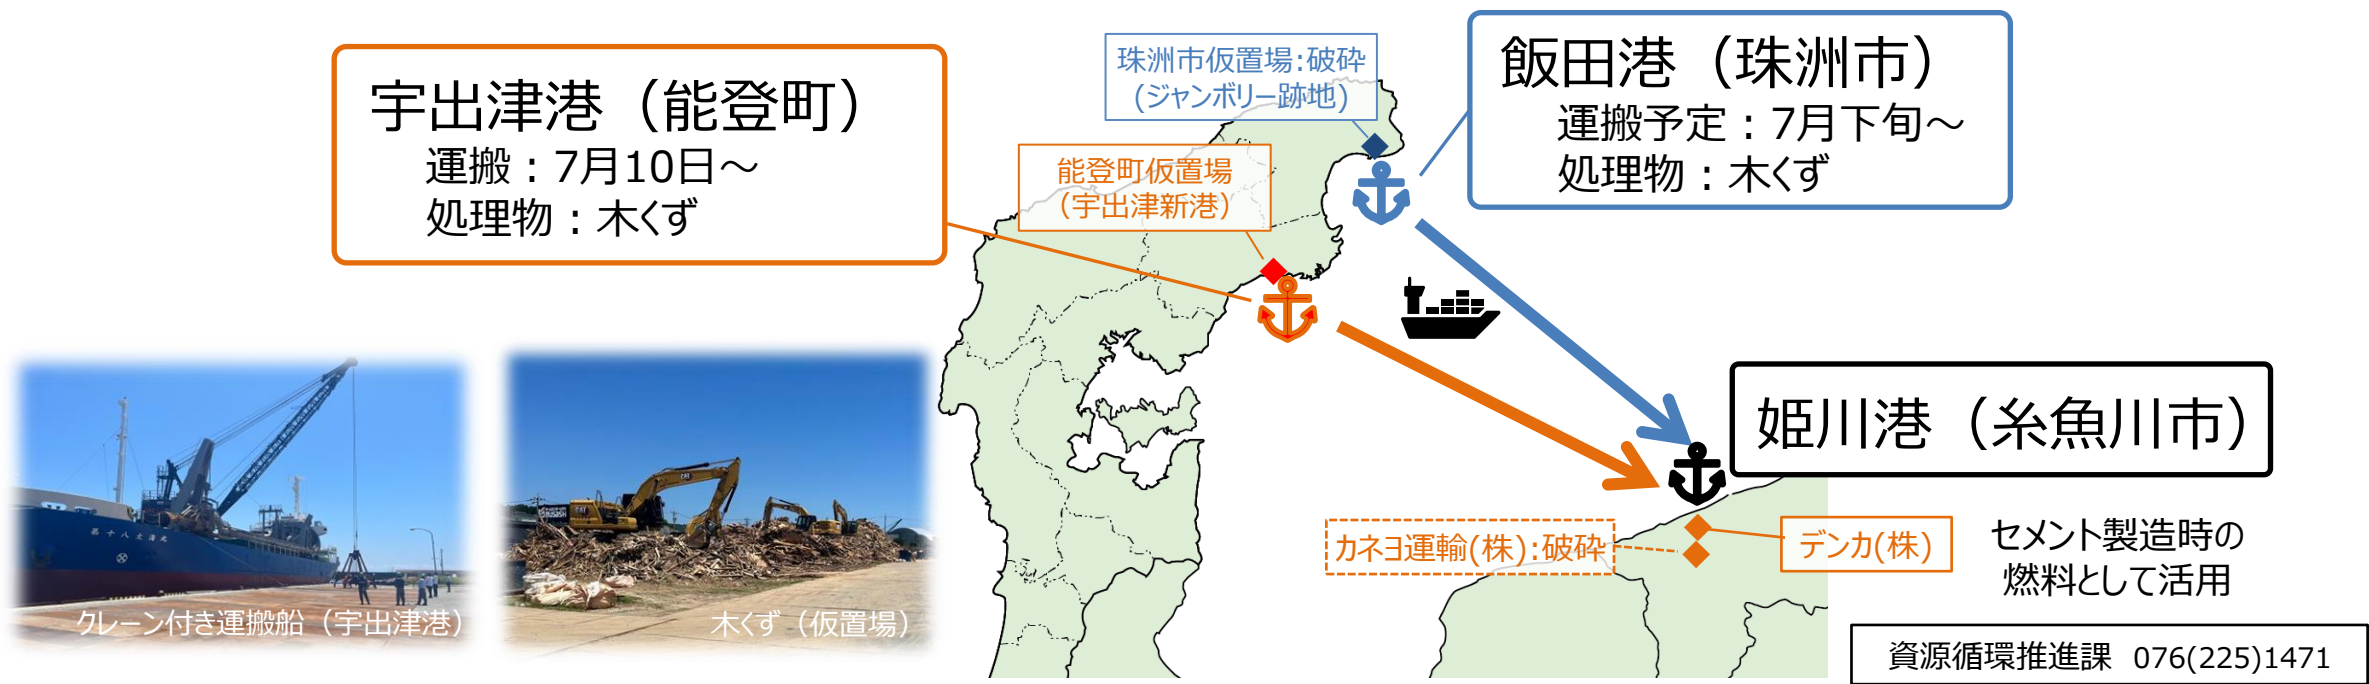 宇出津港（能登町）
運搬：7月10日～
処理物：木くず
珠洲市仮置場:破砕
(ジャンボリー跡地)
能登町仮置場
（宇出津新港）
飯田港（珠洲市）
運搬予定：7月下旬～
処理物：木くず
姫川港（糸魚川市）
カネヨ運輸(株):破砕
デンカ(株)
セメント製造時の
燃料として活用
クレーン付き運搬船（宇出津港）
CAT
木くず（仮置場）
資源循環推進課 076(225)1471